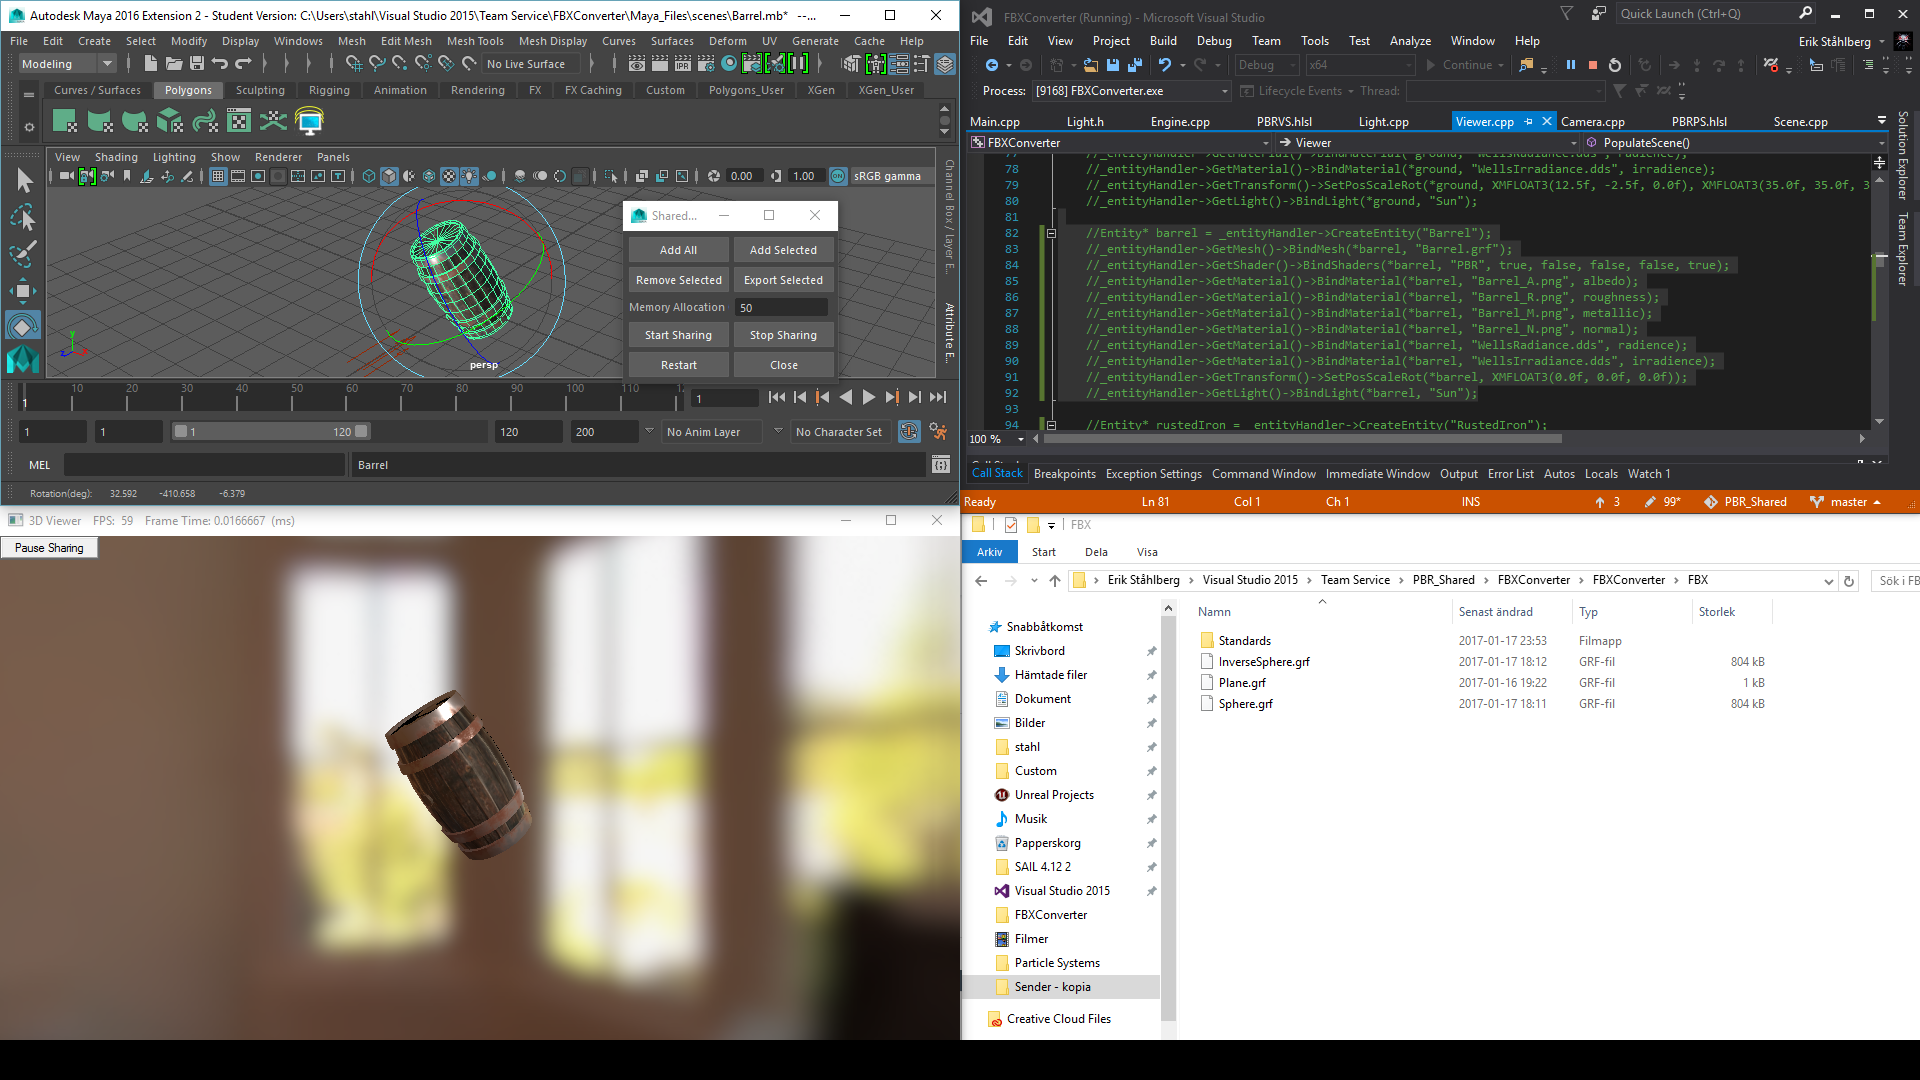 Autodesk Maya 2016 Extension 2 - Student Version: C:\Users\stahl\Visual Studio 2015\Team Service\FBXConverter\Maya_Files\scenes\Barrel.mb* --...
File Edit Create Select Modify Display Windows Mesh Edit Mesh Mesh Tools Mesh Display Curves Surfaces Deform UV Generate Cache Help
Modeling No Live Surface
Curves / Surfaces Polygons Sculpting Rigging Animation Rendering FX FX Caching Custom Polygons_User XGen XGen_User
View Shading Lighting Show Renderer Panels
0.00 1.00 ON sRGB gamma
Channel Box / Layer E..
Attribute E..
Shared...
Add All Add Selected
Remove Selected Export Selected
Memory Allocation 50
Start Sharing Stop Sharing
Restart Close
y
persp
10 20 30 40 50 60 70 80 90 100 110 1
1 1
1 1 1 120 120 200 No Anim Layer No Character Set
MEL Barrel
Rotation(deg): 32.592 -410.658 -6.379
3D Viewer FPS: 59 Frame Time: 0.0166667 (ms)
Pause Sharing
FBXConverter (Running) - Microsoft Visual Studio Quick Launch (Ctrl+Q)
File Edit View Project Build Debug Team Tools Test Analyze Window Help Erik Ståhlberg
Debug x64 Continue
Process: [9168] FBXConverter.exe Lifecycle Events Thread:
Main.cpp Light.h Engine.cpp PBRVS.hlsl Light.cpp Viewer.cpp Camera.cpp PBRPS.hlsl Scene.cpp
FBXConverter Viewer PopulateScene()
77 //_entityHandler->GetMaterial()->BindMaterial(*ground, "WellsRadiance.dds", radience);
78 //_entityHandler->GetMaterial()->BindMaterial(*ground, "WellsIrradiance.dds", irradience);
79 //_entityHandler->GetTransform()->SetPosScaleRot(*ground, XMFLOAT3(12.5f, -2.5f, 0.0f), XMFLOAT3(35.0f, 35.0f, 3
80 //_entityHandler->GetLight()->BindLight(*ground, "Sun");
81
82 //Entity* barrel = _entityHandler->CreateEntity("Barrel");
83 //_entityHandler->GetMesh()->BindMesh(*barrel, "Barrel.grf");
84 //_entityHandler->GetShader()->BindShaders(*barrel, "PBR", true, false, false, false, true);
85 //_entityHandler->GetMaterial()->BindMaterial(*barrel, "Barrel_A.png", albedo);
86 //_entityHandler->GetMaterial()->BindMaterial(*barrel, "Barrel_R.png", roughness);
87 //_entityHandler->GetMaterial()->BindMaterial(*barrel, "Barrel_M.png", metallic);
88 //_entityHandler->GetMaterial()->BindMaterial(*barrel, "Barrel_N.png", normal);
89 //_entityHandler->GetMaterial()->BindMaterial(*barrel, "WellsRadiance.dds", radience);
90 //_entityHandler->GetMaterial()->BindMaterial(*barrel, "WellsIrradiance.dds", irradience);
91 //_entityHandler->GetTransform()->SetPosScaleRot(*barrel, XMFLOAT3(0.0f, 0.0f, 0.0f));
92 //_entityHandler->GetLight()->BindLight(*barrel, "Sun");
93
94 //Entity* rustedIron = _entityHandler->CreateEntity("RustedIron");
100 %
Solution Explorer
Team Explorer
Call Stack Breakpoints Exception Settings Command Window Immediate Window Output Error List Autos Locals Watch 1
Ready Ln 81 Col 1 Ch 1 INS 3 99* PBR_Shared master
FBX
Arkiv Start Dela Visa
Erik Ståhlberg Visual Studio 2015 Team Service PBR_Shared FBXConverter FBXConverter FBX Sök i FB
Namn Senast ändrad Typ Storlek
Standards 2017-01-17 23:53 Filmapp
InverseSphere.grf 2017-01-17 18:12 GRF-fil 804 kB
Plane.grf 2017-01-16 19:22 GRF-fil 1 kB
Sphere.grf 2017-01-17 18:11 GRF-fil 804 kB
Snabbåtkomst
Skrivbord
Hämtade filer
Dokument
Bilder
stahl
Custom
Unreal Projects
Musik
Papperskorg
SAIL 4.12 2
Visual Studio 2015
FBXConverter
Filmer
Particle Systems
Sender - kopia
Creative Cloud Files